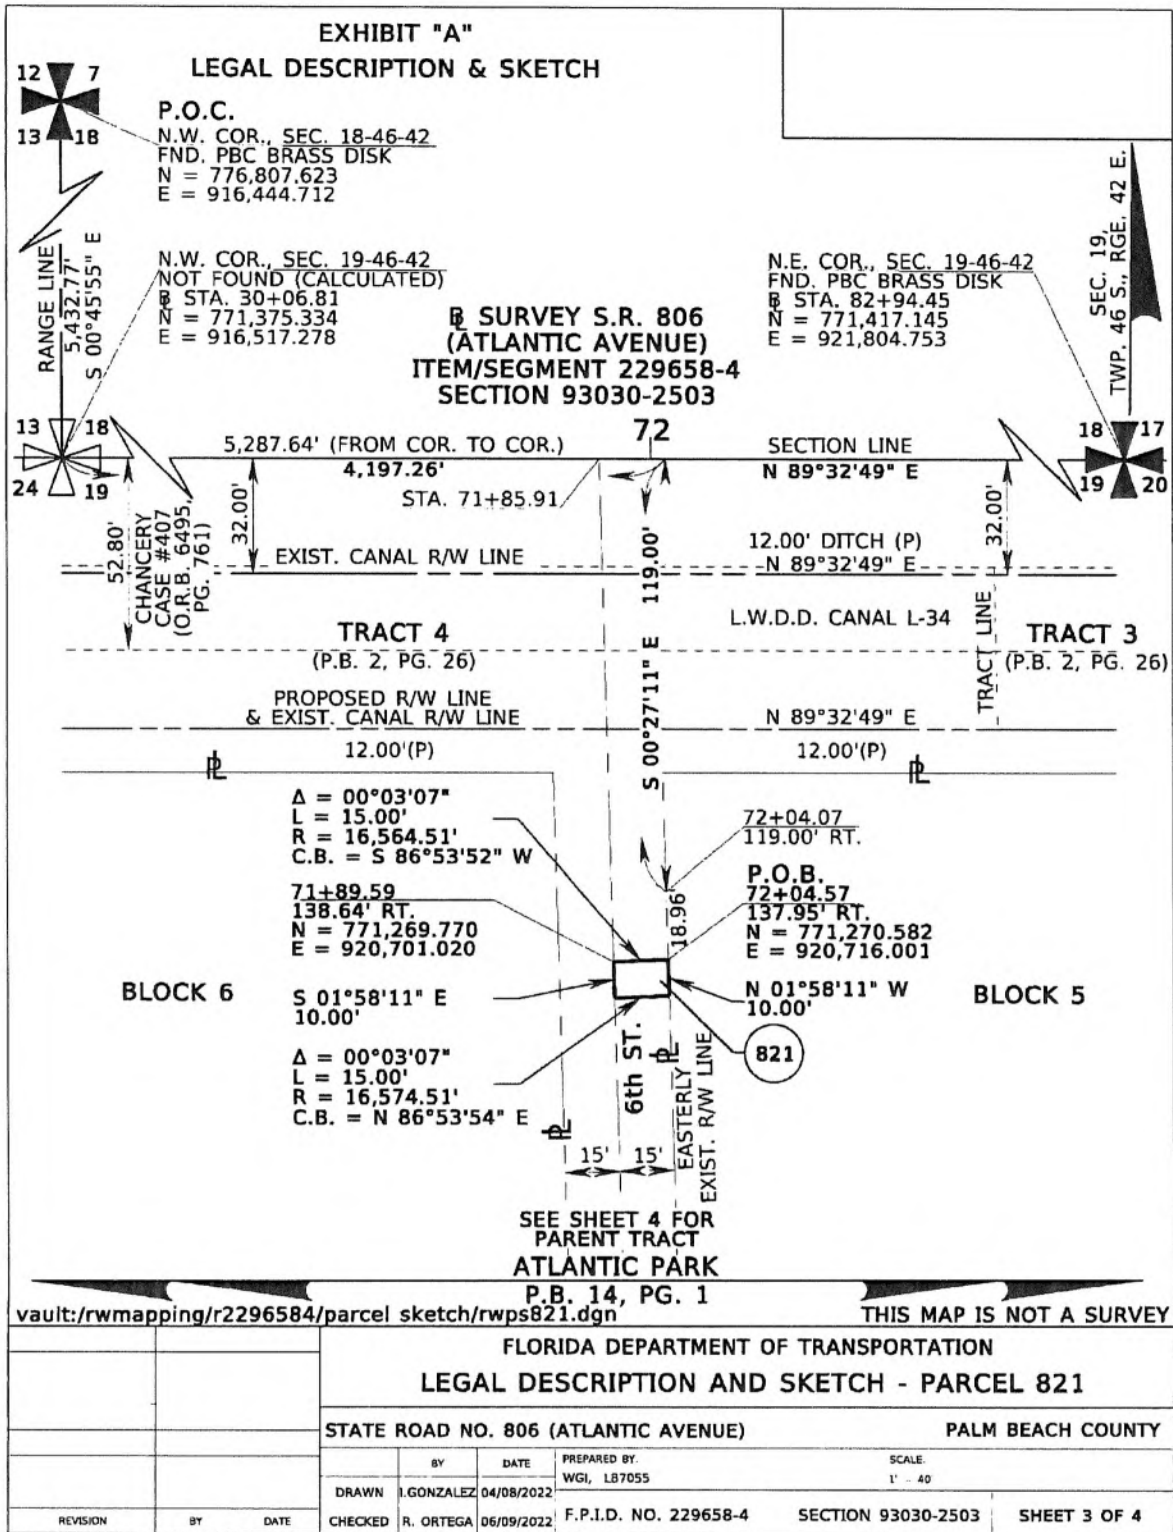 EXHIBIT "A"
LEGAL DESCRIPTION & SKETCH
12 7
13 18
P.O.C.
N.W. COR., SEC. 18-46-42
FND. PBC BRASS DISK
N = 776,807.623
E = 916,444.712
RANGE LINE
5,432.77'
S 00°45'55" E
N.W. COR., SEC. 19-46-42
NOT FOUND (CALCULATED)
BL STA. 30+06.81
N = 771,375.334
E = 916,517.278
BL SURVEY S.R. 806
(ATLANTIC AVENUE)
ITEM/SEGMENT 229658-4
SECTION 93030-2503
N.E. COR., SEC. 19-46-42
FND. PBC BRASS DISK
BL STA. 82+94.45
N = 771,417.145
E = 921,804.753
SEC. 19,
TWP. 46 S., RGE. 42 E.
13 18
24 19
5,287.64' (FROM COR. TO COR.)
4,197.26'
72
SECTION LINE
N 89°32'49" E
18 17
19 20
STA. 71+85.91
52.80'
CHANCERY
CASE #407
(O.R.B. 6495,
PG. 761)
32.00'
EXIST. CANAL R/W LINE
S 00°27'11" E 119.00'
12.00' DITCH (P)
N 89°32'49" E
32.00'
L.W.D.D. CANAL L-34
TRACT LINE
TRACT 4
(P.B. 2, PG. 26)
TRACT 3
(P.B. 2, PG. 26)
PROPOSED R/W LINE
& EXIST. CANAL R/W LINE
N 89°32'49" E
12.00'(P)
12.00'(P)
PL
PL
Δ = 00°03'07"
L = 15.00'
R = 16,564.51'
C.B. = S 86°53'52" W
72+04.07
119.00' RT.
71+89.59
138.64' RT.
N = 771,269.770
E = 920,701.020
18.96'
P.O.B.
72+04.57
137.95' RT.
N = 771,270.582
E = 920,716.001
BLOCK 6
S 01°58'11" E
10.00'
N 01°58'11" W
10.00'
BLOCK 5
821
Δ = 00°03'07"
L = 15.00'
R = 16,574.51'
C.B. = N 86°53'54" E
6th ST.
PL
PL
EASTERLY
EXIST. R/W LINE
15' 15'
SEE SHEET 4 FOR
PARENT TRACT
ATLANTIC PARK
P.B. 14, PG. 1
vault:/rwmapping/r2296584/parcel sketch/rwps821.dgn
THIS MAP IS NOT A SURVEY
FLORIDA DEPARTMENT OF TRANSPORTATION
LEGAL DESCRIPTION AND SKETCH - PARCEL 821
STATE ROAD NO. 806 (ATLANTIC AVENUE) PALM BEACH COUNTY
BY DATE
PREPARED BY.
WGI, LB7055
SCALE.
1" - 40'
DRAWN I.GONZALEZ 04/08/2022
REVISION BY DATE
CHECKED R. ORTEGA 06/09/2022
F.P.I.D. NO. 229658-4 SECTION 93030-2503 SHEET 3 OF 4